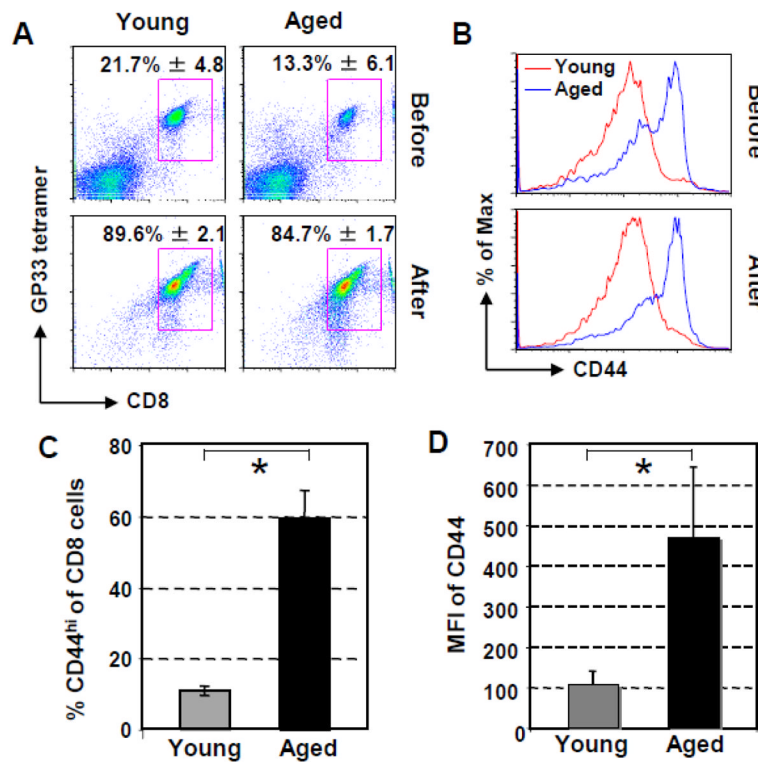 A
Young
Aged
21.7% ± 4.8
13.3% ± 6.1
Before
89.6% ± 2.1
84.7% ± 1.7
After
GP33 tetramer
CD8
B
Young
Aged
Before
After
% of Max
CD44
C
80
60
40
20
0
% CD44hi of CD8 cells
*
Young
Aged
D
700
600
500
400
300
200
100
0
MFI of CD44
*
Young
Aged